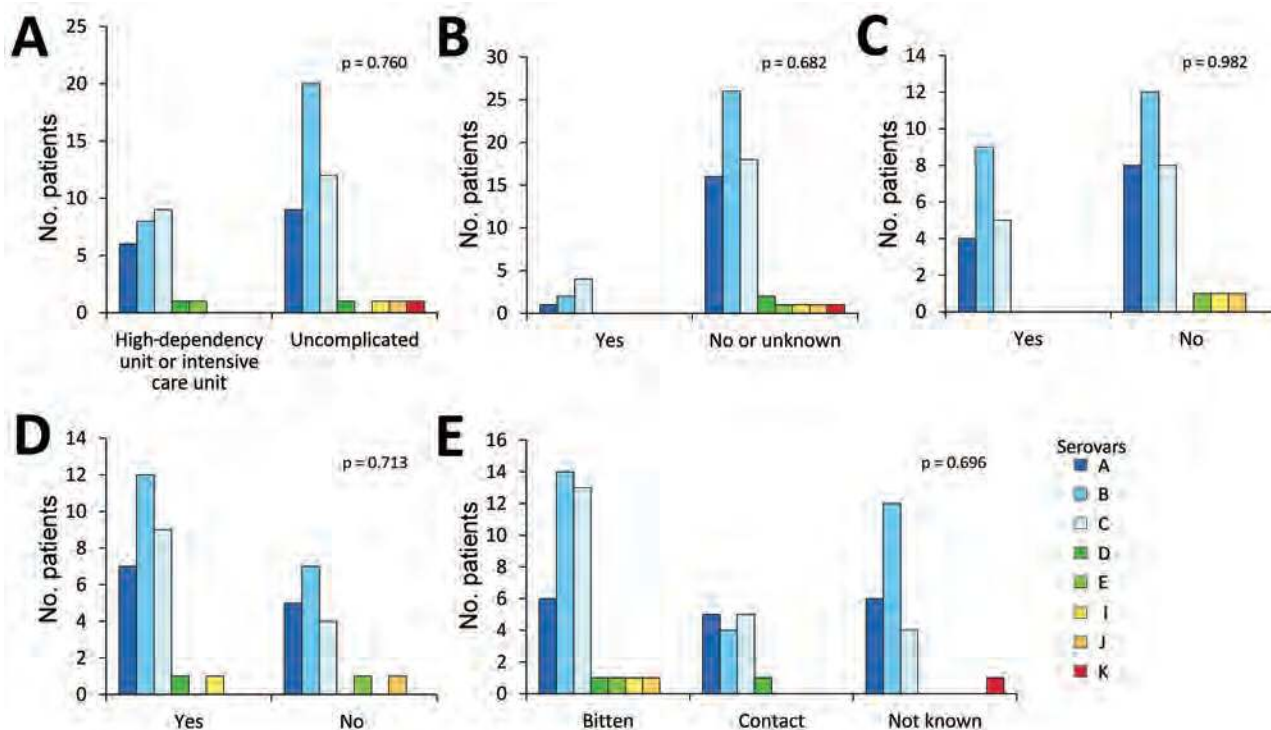 A
25
20
15
10
5
0
No. patients
p = 0.760
High-dependency
unit or intensive
care unit
Uncomplicated
B
30
25
20
15
10
5
0
No. patients
p = 0.682
Yes
No or unknown
C
14
12
10
8
6
4
2
0
No. patients
p = 0.982
Yes
No
D
14
12
10
8
6
4
2
0
No. patients
p = 0.713
Yes
No
E
16
14
12
10
8
6
4
2
0
No. patients
p = 0.696
Bitten
Contact
Not known
Serovars
A
B
C
D
E
I
J
K